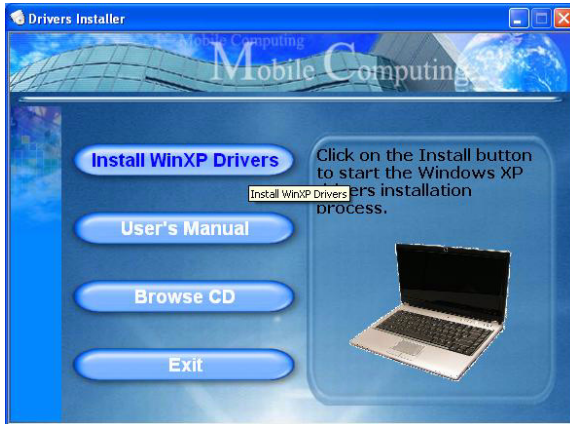 Drivers Installer
Mobile Computing
Mobile Computing
Install WinXP Drivers
Click on the Install button
to start the Windows XP
drivers installation
process.
Install WinXP Drivers
User's Manual
Browse CD
Exit